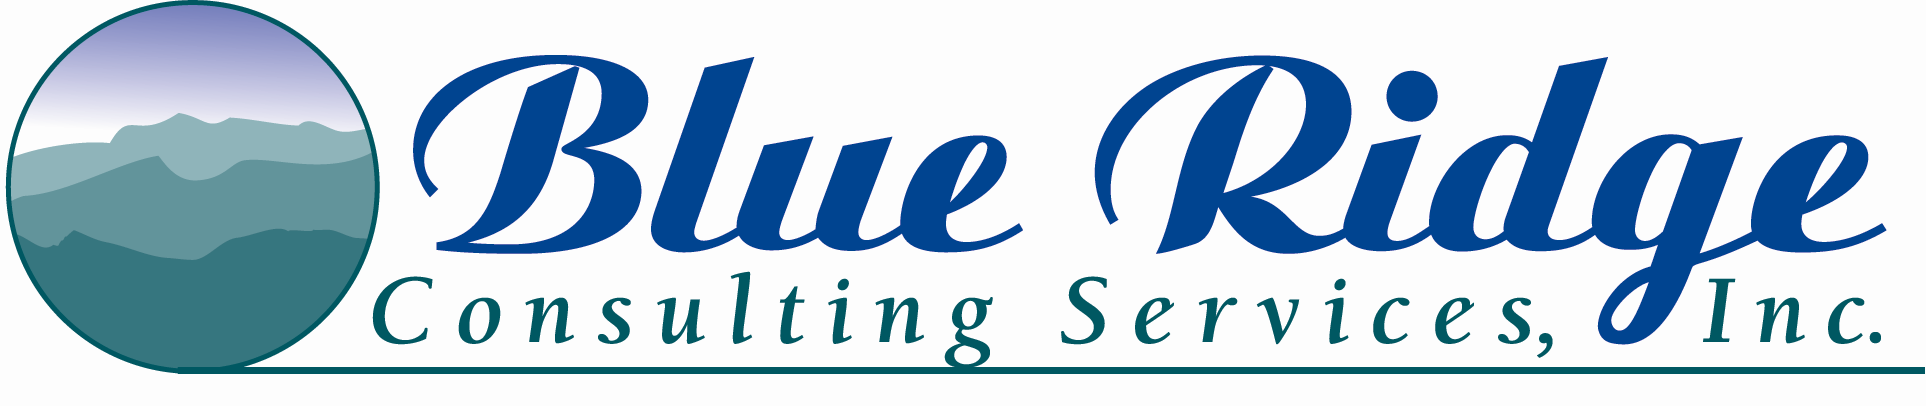 Blue Ridge
Consulting Services, Inc.